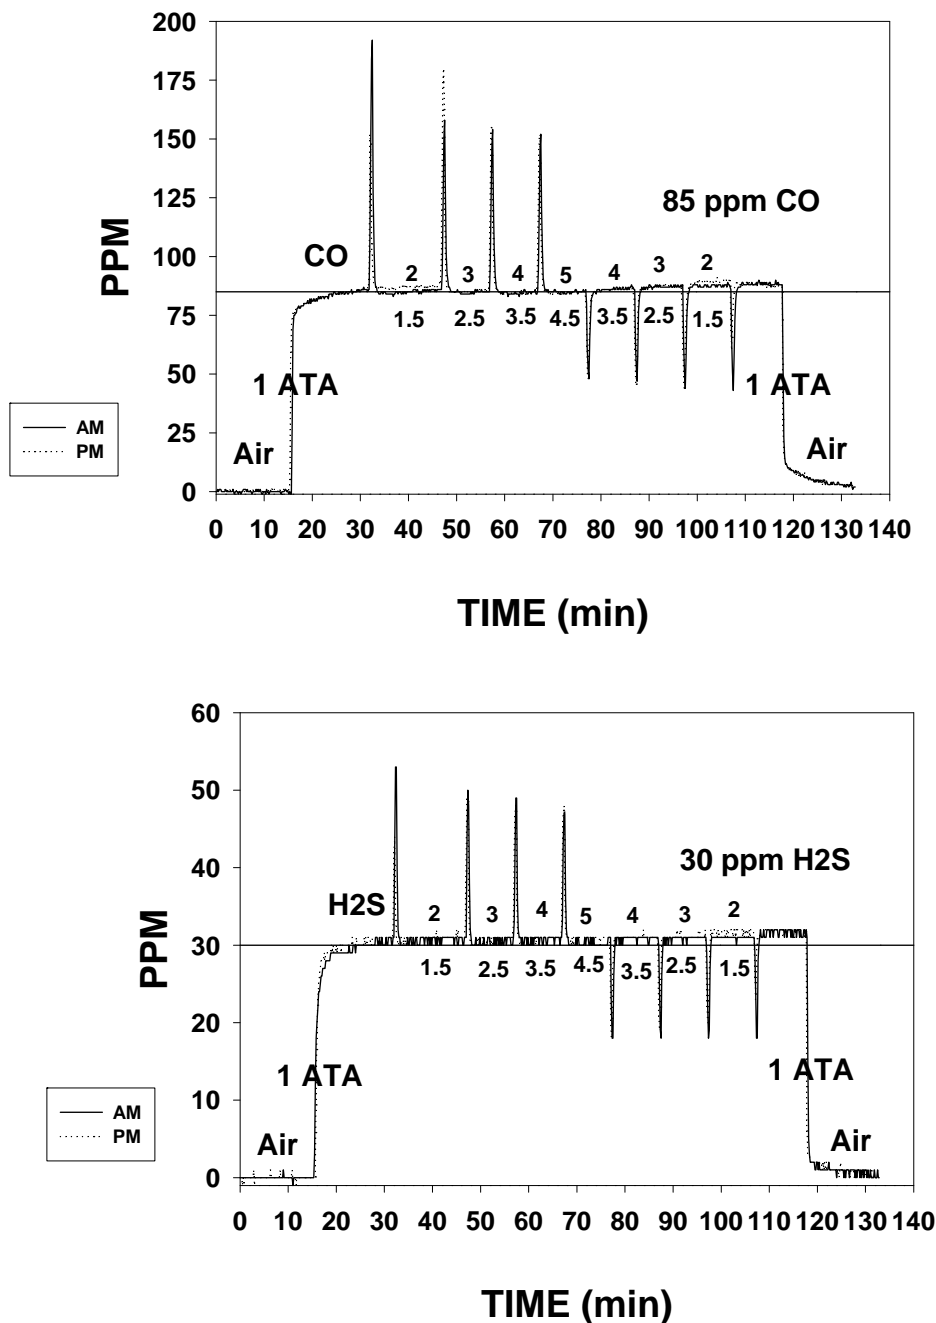 200
175
150
125
100
75
50
25
0
PPM
85 ppm CO
CO
2 3 4 5 4 3 2
1.5 2.5 3.5 4.5 3.5 2.5 1.5
1 ATA 1 ATA
Air Air
AM
PM
0 10 20 30 40 50 60 70 80 90 100 110 120 130 140
TIME (min)
60
50
40
30
20
10
0
PPM
30 ppm H2S
H2S
2 3 4 5 4 3 2
1.5 2.5 3.5 4.5 3.5 2.5 1.5
1 ATA 1 ATA
Air Air
AM
PM
0 10 20 30 40 50 60 70 80 90 100 110 120 130 140
TIME (min)